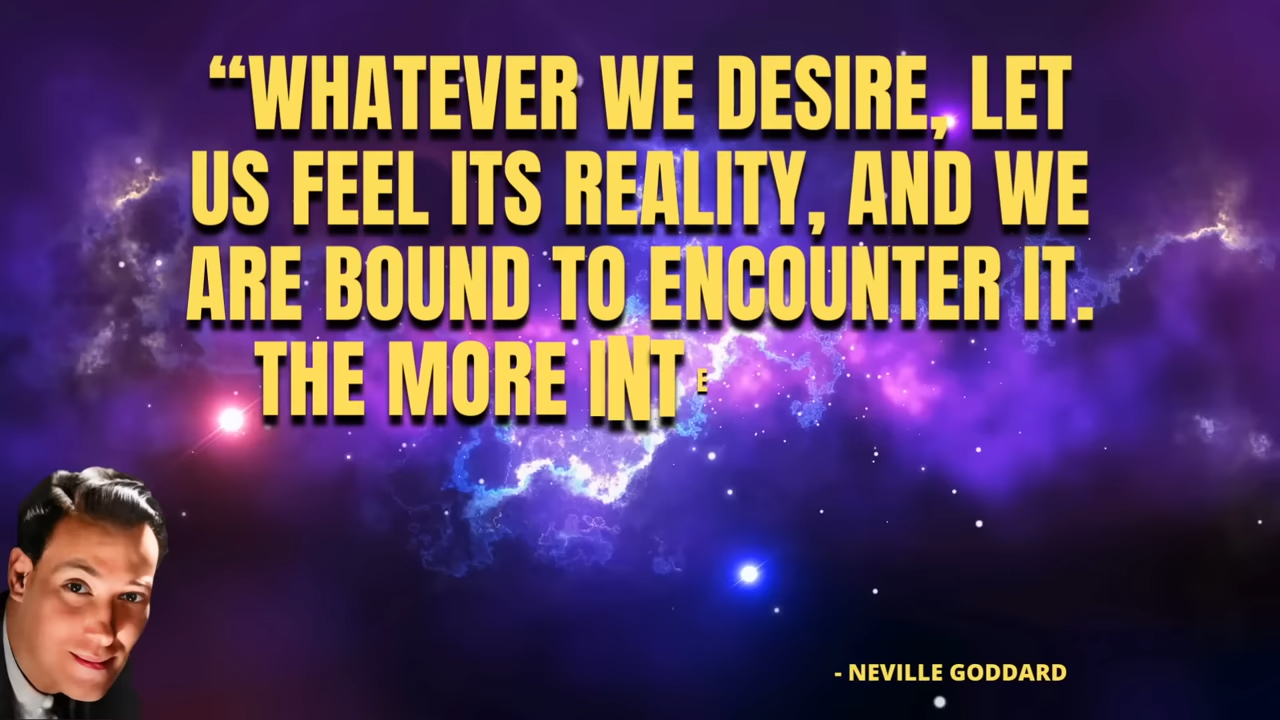 “WHATEVER WE DESIRE, LET
US FEEL ITS REALITY, AND WE
ARE BOUND TO ENCOUNTER IT.
THE MORE INTE
- NEVILLE GODDARD